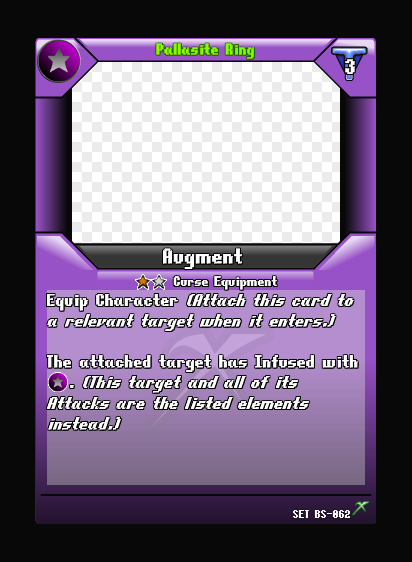 Pallasite Ring
3
Augment
Curse Equipment
Equip Character (Attach this card to
a relevant target when it enters.)
The attached target has Infused with
. (This target and all of its
Attacks are the listed elements
instead.)
SET BS-062